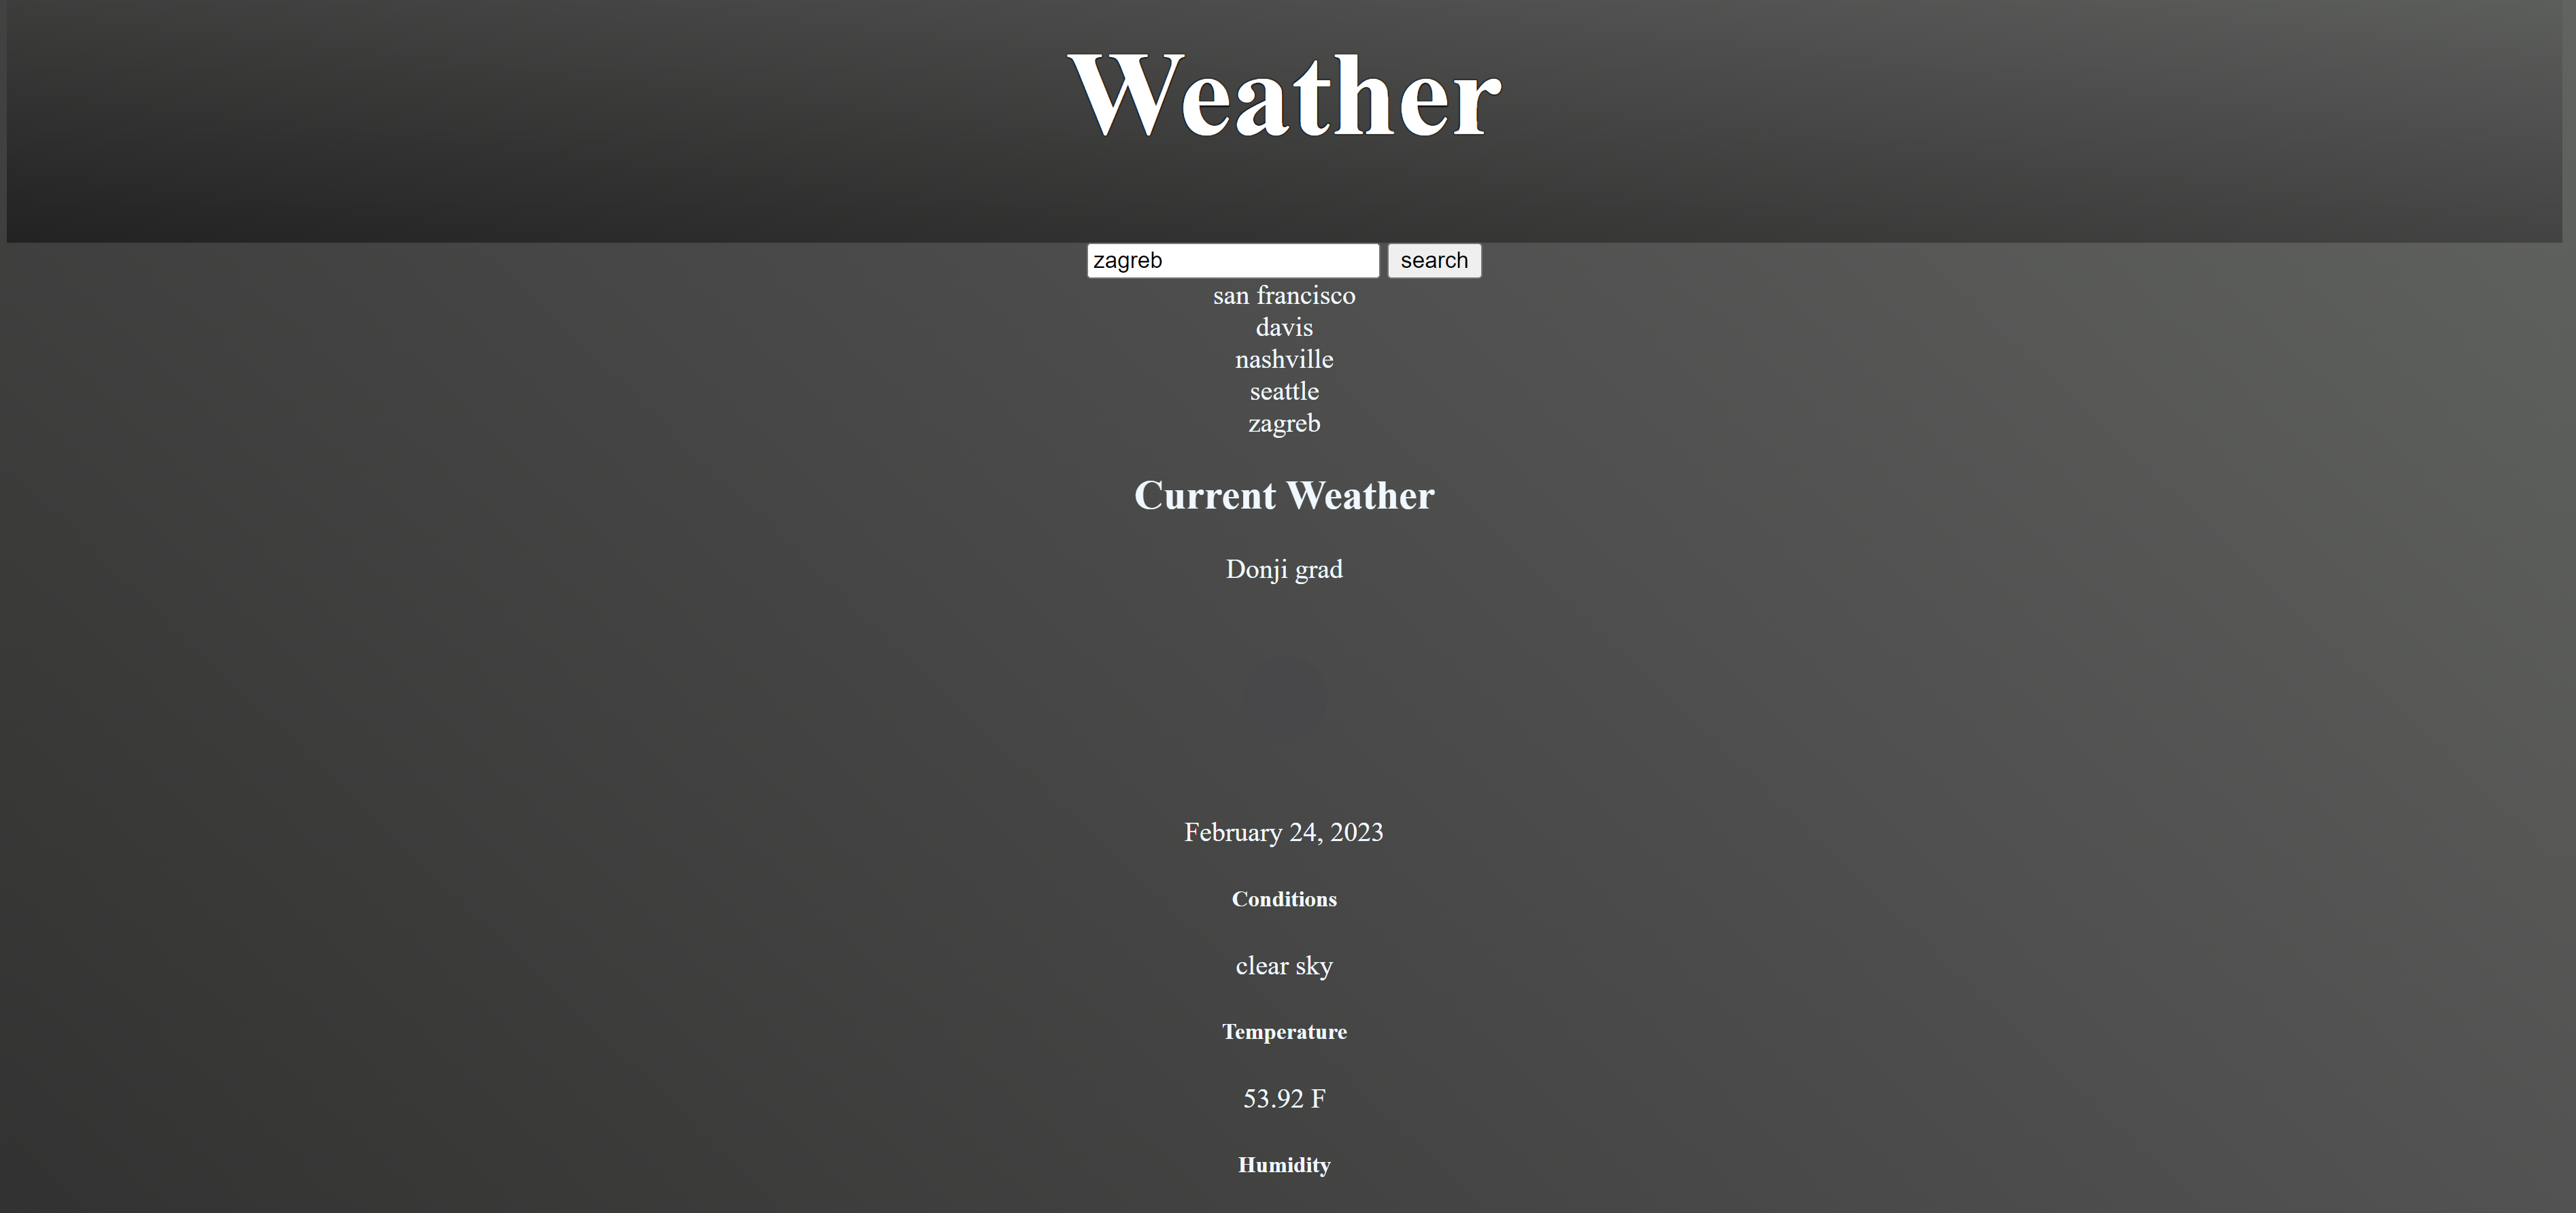 Weather
zagreb search
san francisco
davis
nashville
seattle
zagreb
Current Weather
Donji grad
February 24, 2023
Conditions
clear sky
Temperature
53.92 F
Humidity